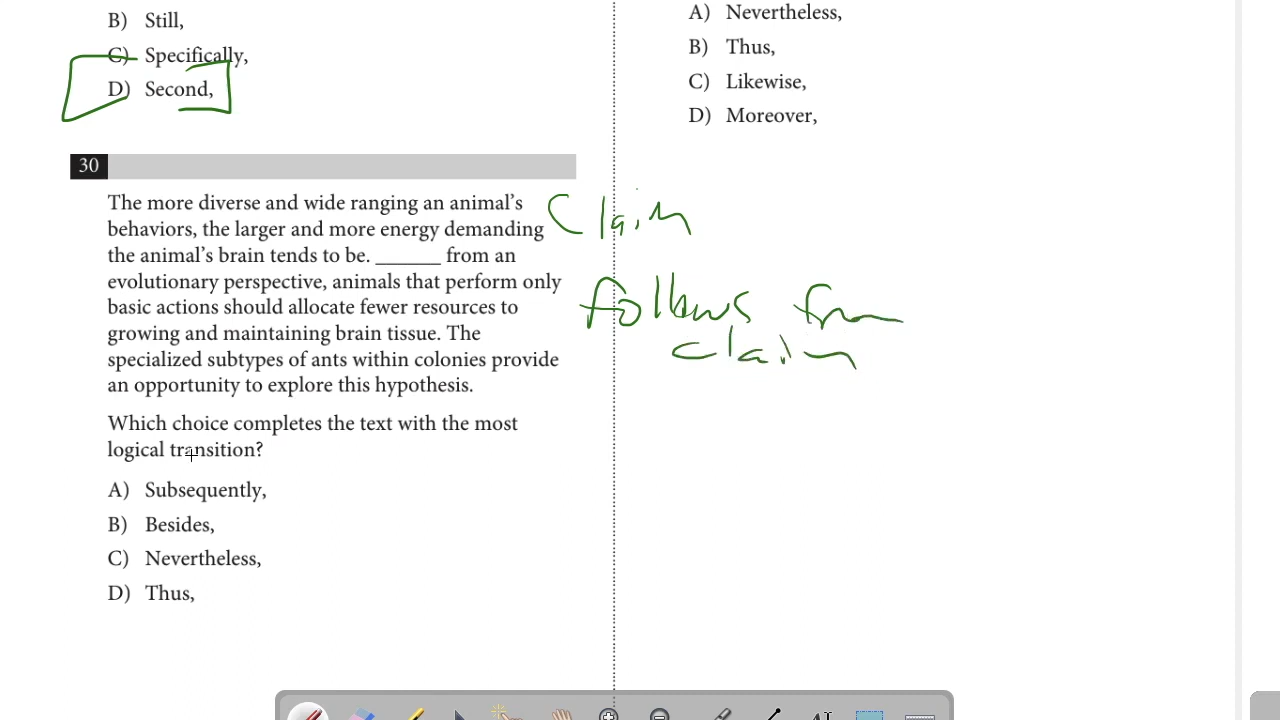 B) Still,
C) Specifically,
D) Second,
30
The more diverse and wide ranging an animal's
behaviors, the larger and more energy demanding
the animal's brain tends to be. ______ from an
evolutionary perspective, animals that perform only
basic actions should allocate fewer resources to
growing and maintaining brain tissue. The
specialized subtypes of ants within colonies provide
an opportunity to explore this hypothesis.
Which choice completes the text with the most
logical transition?
A) Subsequently,
B) Besides,
C) Nevertheless,
D) Thus,
A) Nevertheless,
B) Thus,
C) Likewise,
D) Moreover,
Claim
follows from
claim